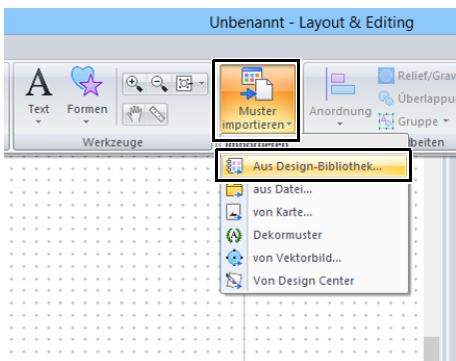 Unbenannt - Layout & Editing
Text
Formen
Muster
importieren
Anordnung
Relief/Grav
Überlappu
Gruppe
Werkzeuge
Importieren
beiten
Aus Design-Bibliothek...
aus Datei...
von Karte...
Dekormuster
von Vektorbild...
Von Design Center